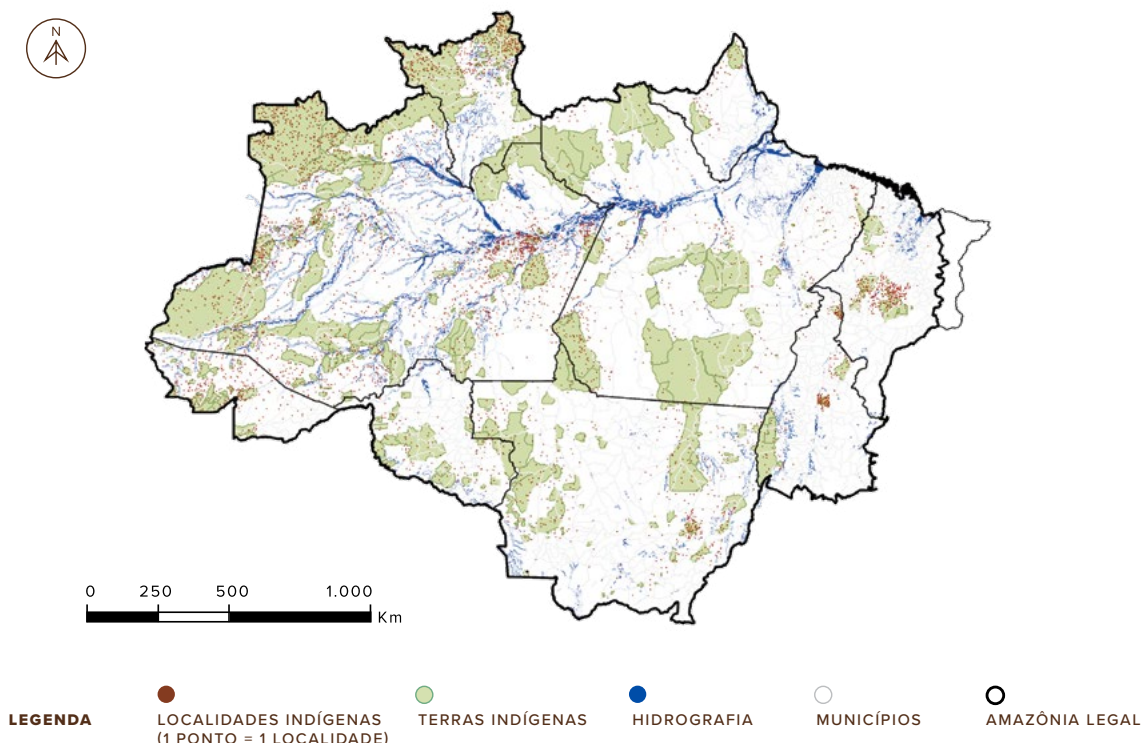 N
0 250 500 1.000
Km
LEGENDA
LOCALIDADES INDÍGENAS
(1 PONTO = 1 LOCALIDADE)
TERRAS INDÍGENAS
HIDROGRAFIA
MUNICÍPIOS
AMAZÔNIA LEGAL